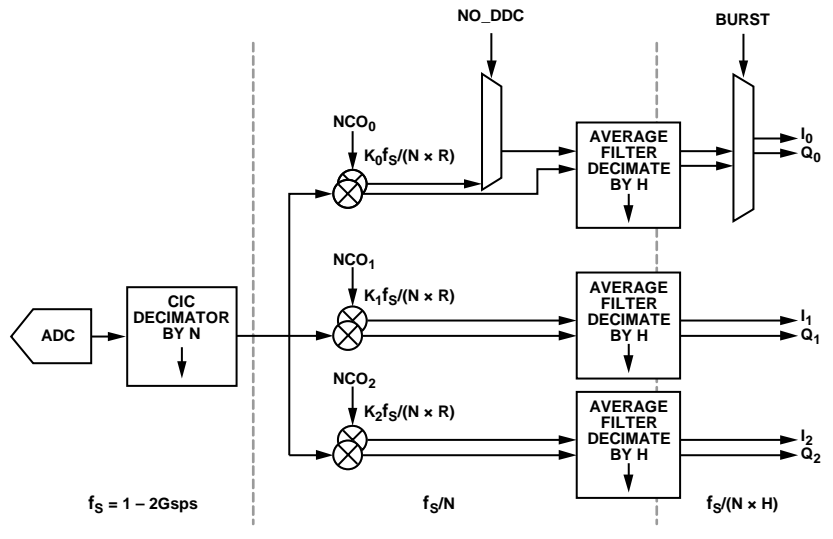 NO_DDC
BURST
NCO0
K0fS/(N × R)
AVERAGE
FILTER
DECIMATE
BY H
I0
Q0
NCO1
K1fS/(N × R)
AVERAGE
FILTER
DECIMATE
BY H
I1
Q1
ADC
CIC
DECIMATOR
BY N
NCO2
K2fS/(N × R)
AVERAGE
FILTER
DECIMATE
BY H
I2
Q2
fS = 1 – 2Gsps
fS/N
fS/(N × H)